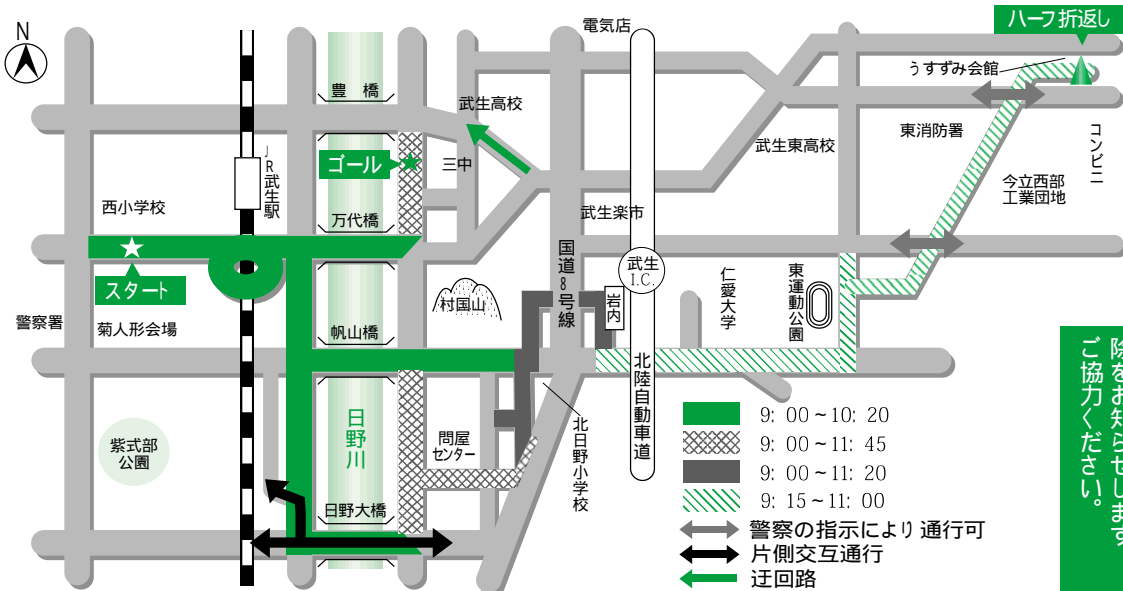 ハーフ折返し
N
電気店
うすずみ会館
豊橋
武生高校
東消防署
コンビニ
JR武生駅
ゴール
三中
武生東高校
今立西部
工業団地
西小学校
万代橋
武生楽市
国道8号線
武生
I.C.
スタート
村国山
岩内
仁愛大学
東運動公園
警察署
菊人形会場
帆山橋
北陸自動車道
除をお知らせします
ご協力ください。
日野川
紫式部
公園
問屋
センター
北日野小学校
日野大橋
9:00~10:20
9:00~11:45
9:00~11:20
9:15~11:00
警察の指示により通行可
片側交互通行
迂回路